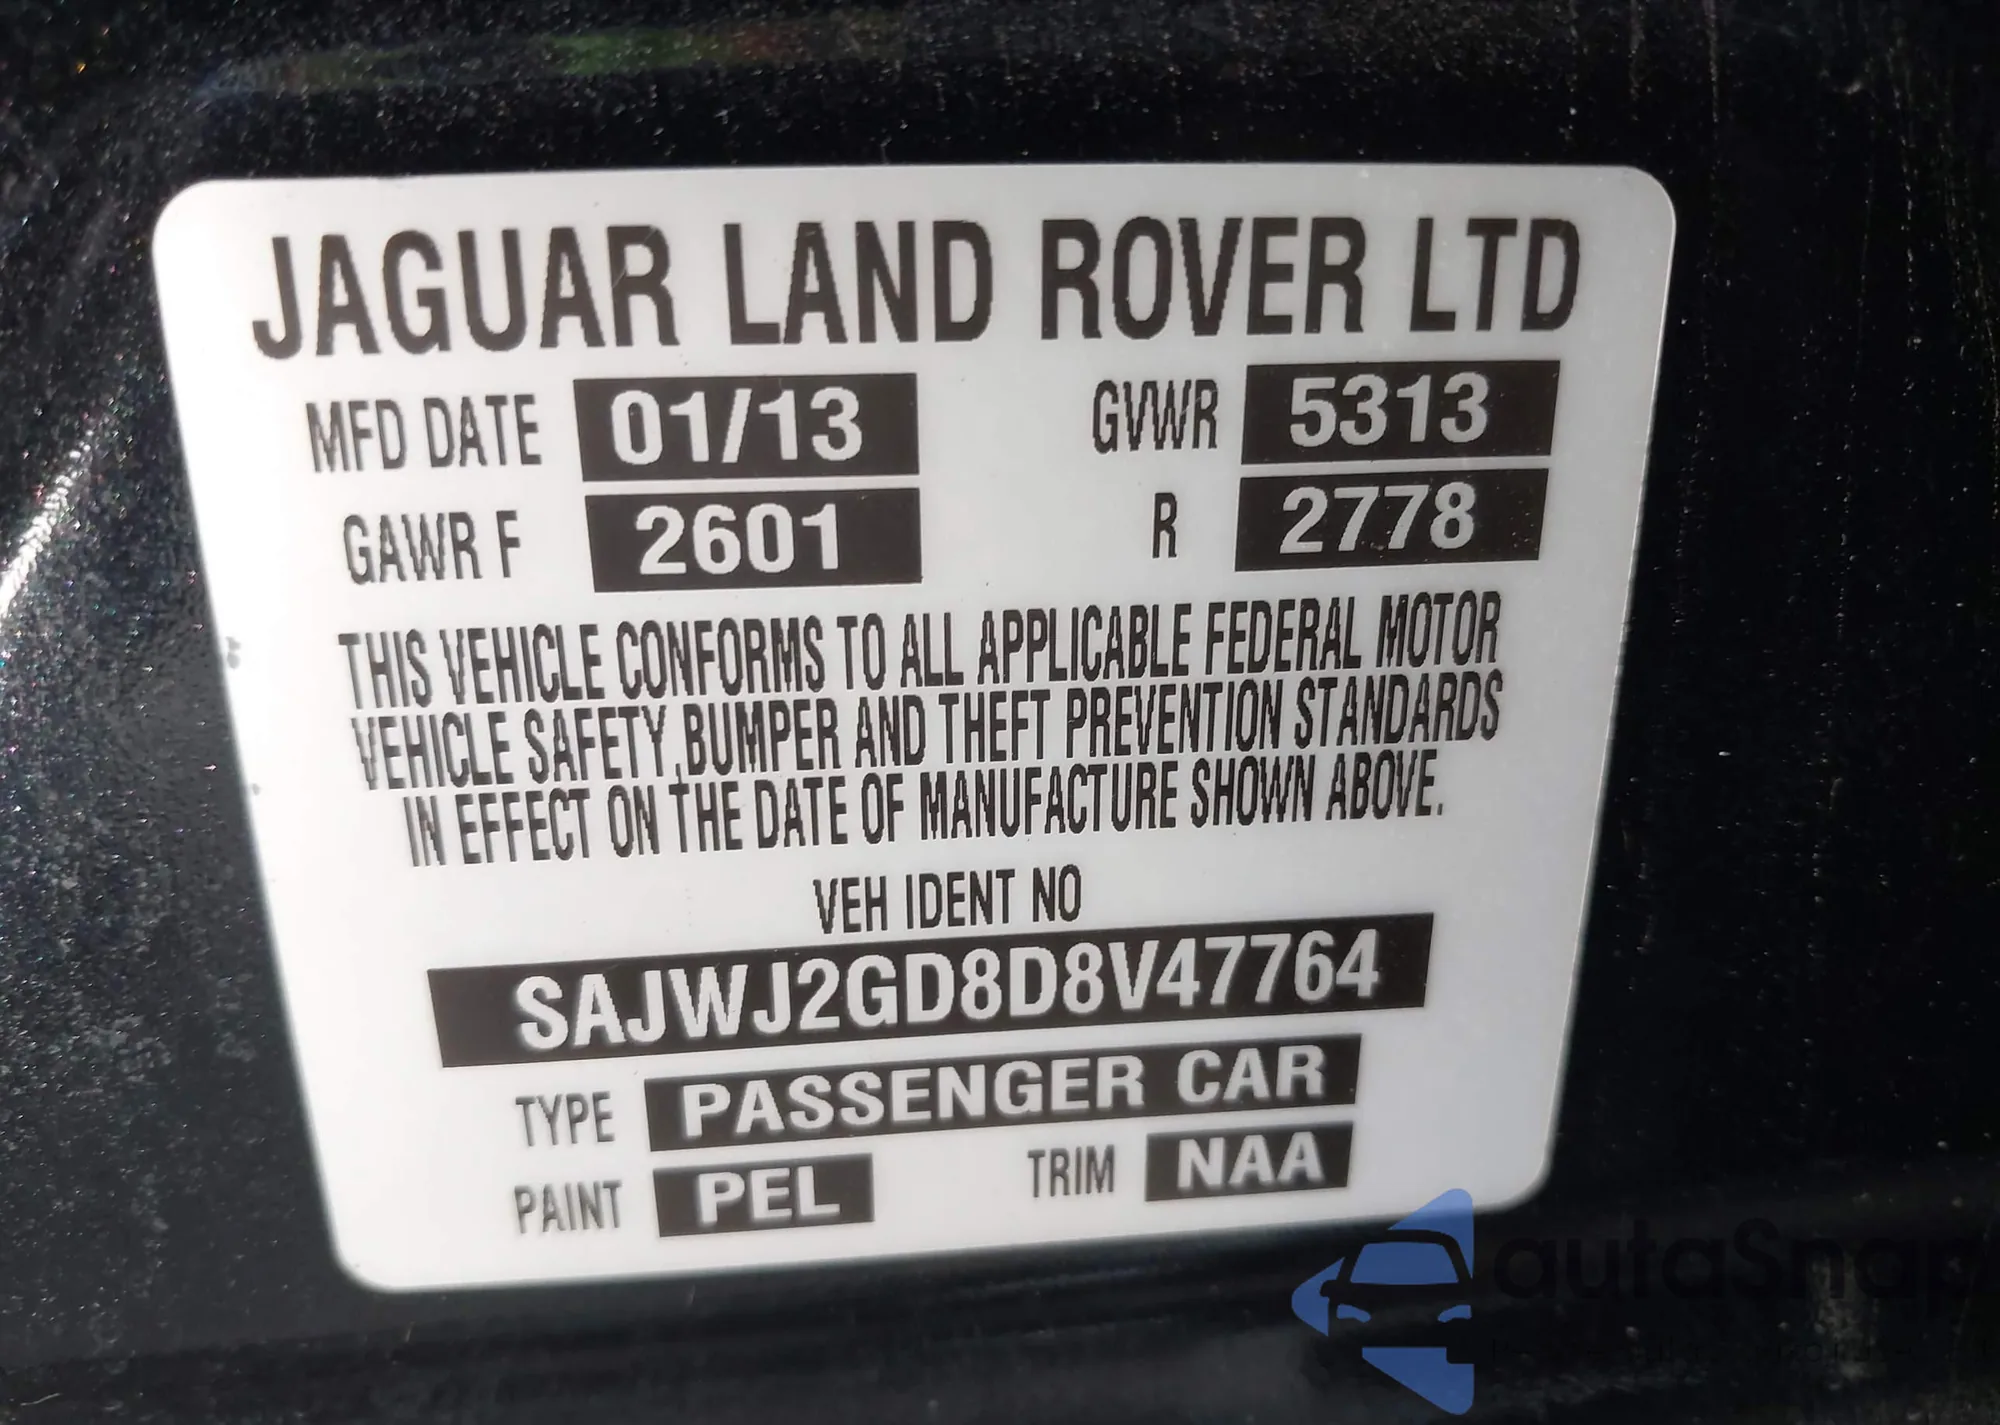 JAGUAR LAND ROVER LTD
MFD DATE 01/13 GVWR 5313
GAWR F 2601 R 2778
THIS VEHICLE CONFORMS TO ALL APPLICABLE FEDERAL MOTOR
VEHICLE SAFETY,BUMPER AND THEFT PREVENTION STANDARDS
IN EFFECT ON THE DATE OF MANUFACTURE SHOWN ABOVE.
VEH IDENT NO
SAJWJ2GD8D8V47764
TYPE PASSENGER CAR
PAINT PEL TRIM NAA
autaSnap